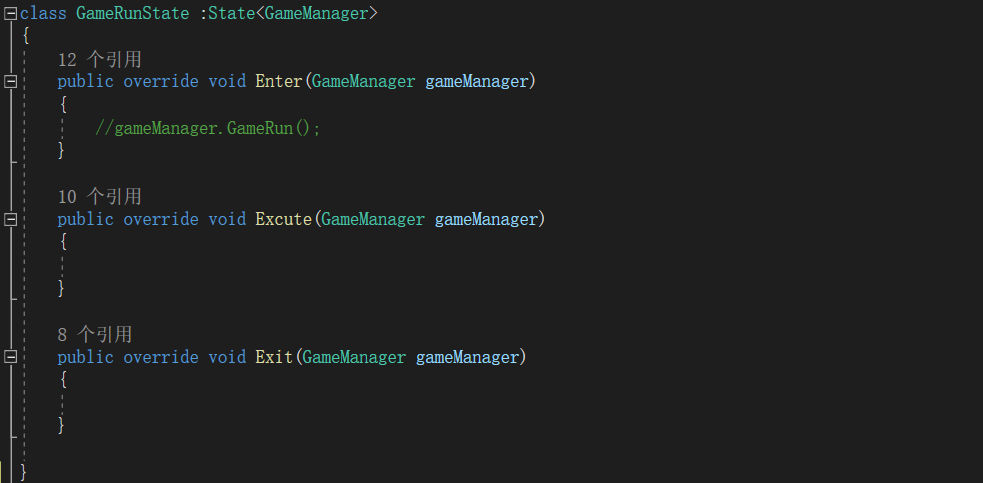 class GameRunState :State<GameManager>
{
12 个引用
public override void Enter(GameManager gameManager)
{
//gameManager.GameRun();
}
10 个引用
public override void Excute(GameManager gameManager)
{
}
8 个引用
public override void Exit(GameManager gameManager)
{
}
}